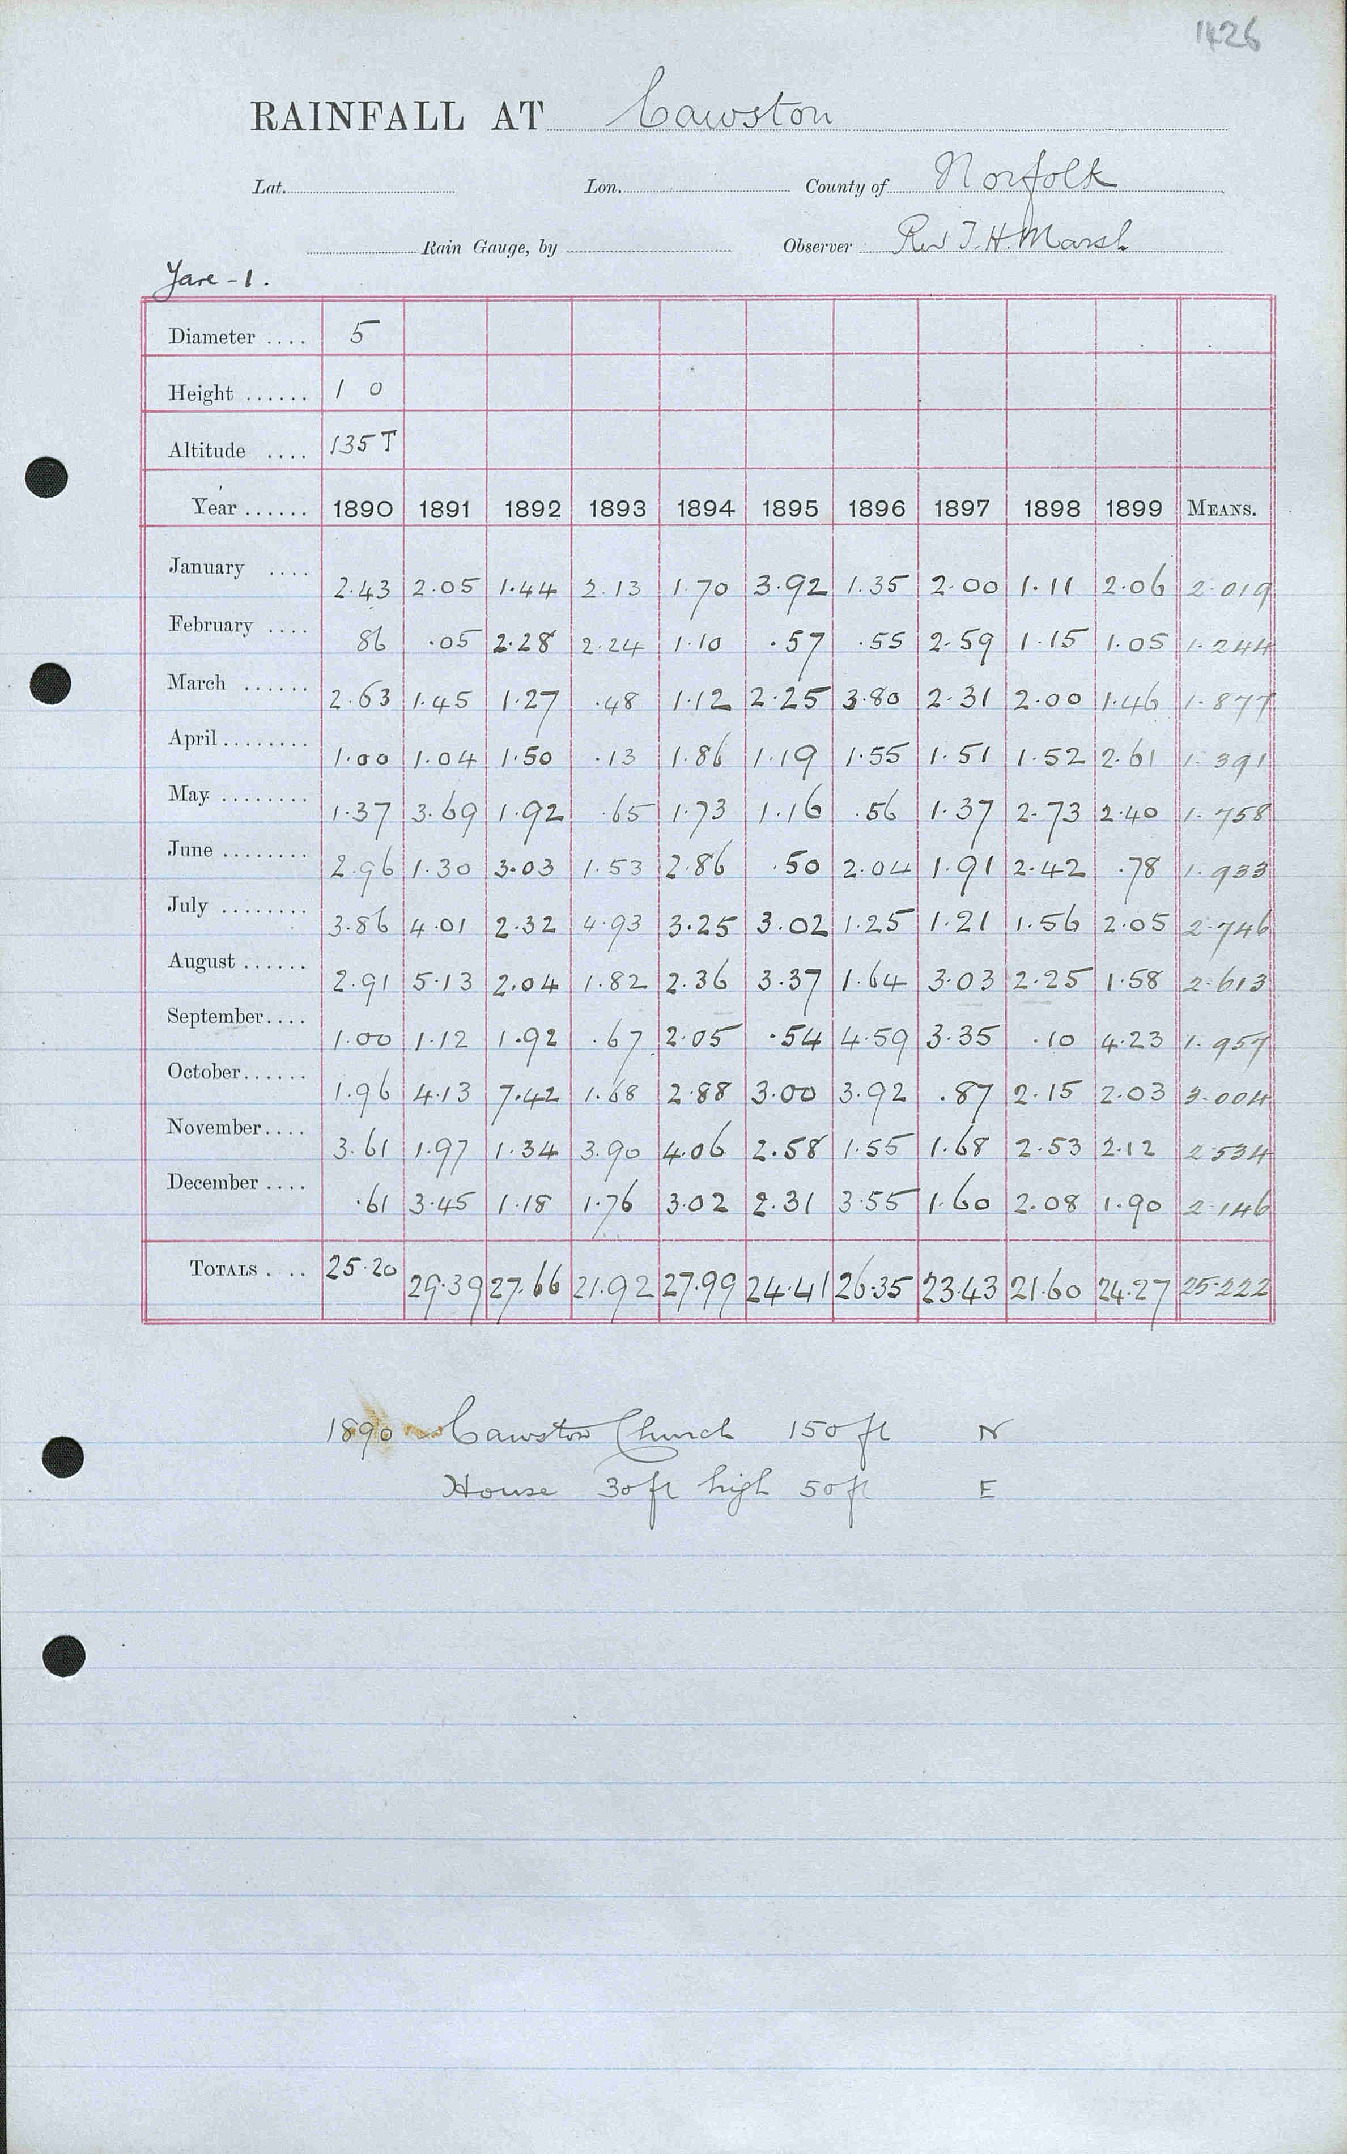 1426
RAINFALL AT Cawston
Lat. Lon. County of Norfolk
Rain Gauge, by Observer Rev T. H. Marsh
Yare - 1.
Diameter .... 5
Height ...... 1 0
Altitude .... 135 T
Year ...... 1890 1891 1892 1893 1894 1895 1896 1897 1898 1899 MEANS.
January .... 2.43 2.05 1.44 2.13 1.70 3.92 1.35 2.00 1.11 2.06 2.019
February .... 86 .05 2.28 2.24 1.10 .57 .55 2.59 1.15 1.05 1.244
March ...... 2.63 1.45 1.27 .48 1.12 2.25 3.80 2.31 2.00 1.46 1.877
April........ 1.00 1.04 1.50 .13 1.86 1.19 1.55 1.51 1.52 2.61 1.391
May ........ 1.37 3.69 1.92 .65 1.73 1.16 .56 1.37 2.73 2.40 1.758
June ........ 2.96 1.30 3.03 1.53 2.86 .50 2.04 1.91 2.42 .78 1.933
July ........ 3.86 4.01 2.32 4.93 3.25 3.02 1.25 1.21 1.56 2.05 2.746
August ...... 2.91 5.13 2.04 1.82 2.36 3.37 1.64 3.03 2.25 1.58 2.613
September.... 1.00 1.12 1.92 .67 2.05 .54 4.59 3.35 .10 4.23 1.957
October...... 1.96 4.13 7.42 1.68 2.88 3.00 3.92 .87 2.15 2.03 3.004
November.... 3.61 1.97 1.34 3.90 4.06 2.58 1.55 1.68 2.53 2.12 2.534
December .... .61 3.45 1.18 1.76 3.02 2.31 3.55 1.60 2.08 1.90 2.146
TOTALS .... 25.20 29.39 27.66 21.92 27.99 24.41 26.35 23.43 21.60 24.27 25.222
1890 Cawston Church 150 ft N
House 30 ft high 50 ft E